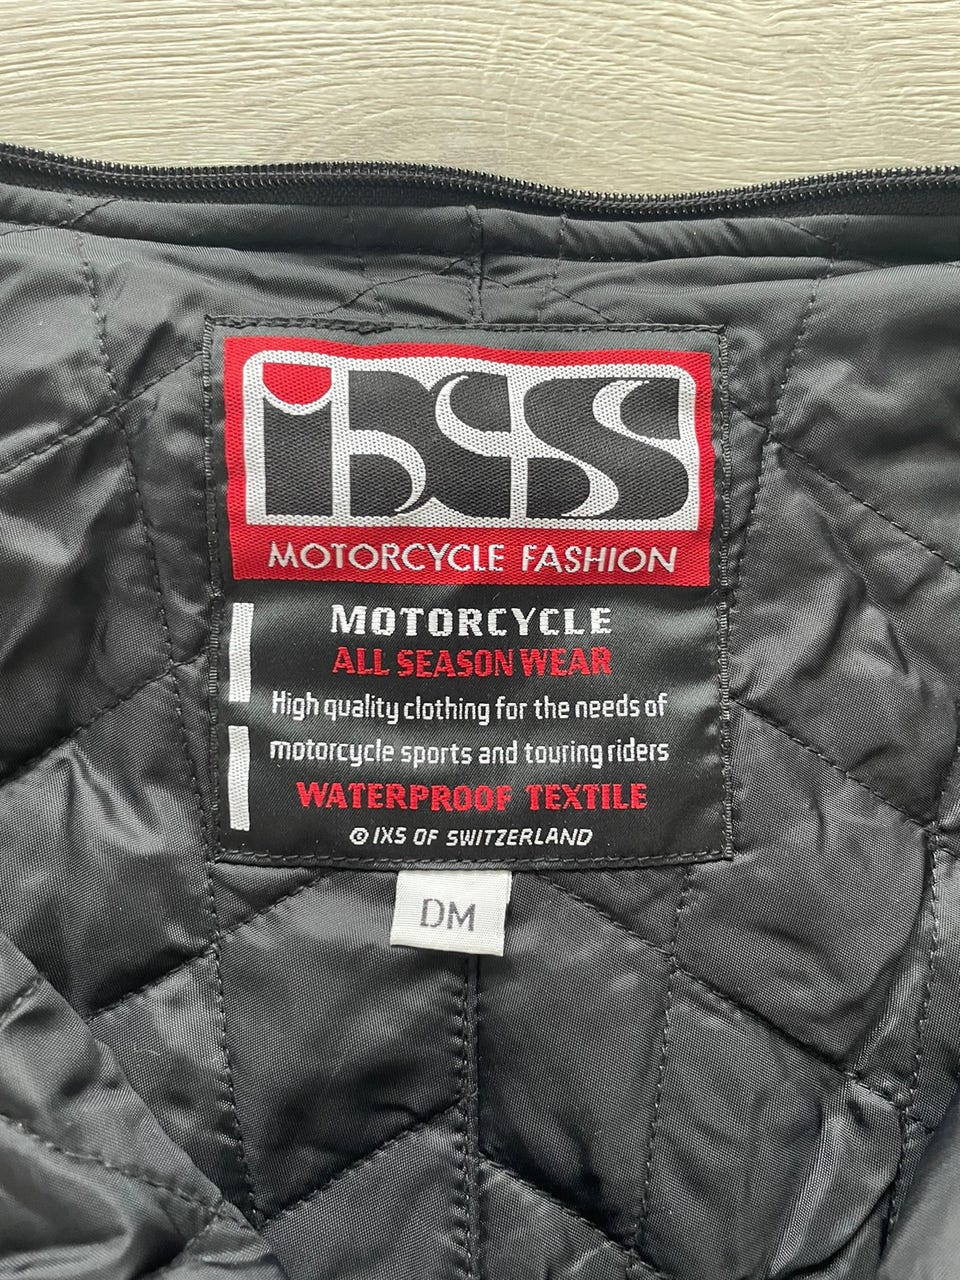 iXS
MOTORCYCLE FASHION
MOTORCYCLE
ALL SEASON WEAR
High quality clothing for the needs of
motorcycle sports and touring riders
WATERPROOF TEXTILE
© IXS OF SWITZERLAND
DM